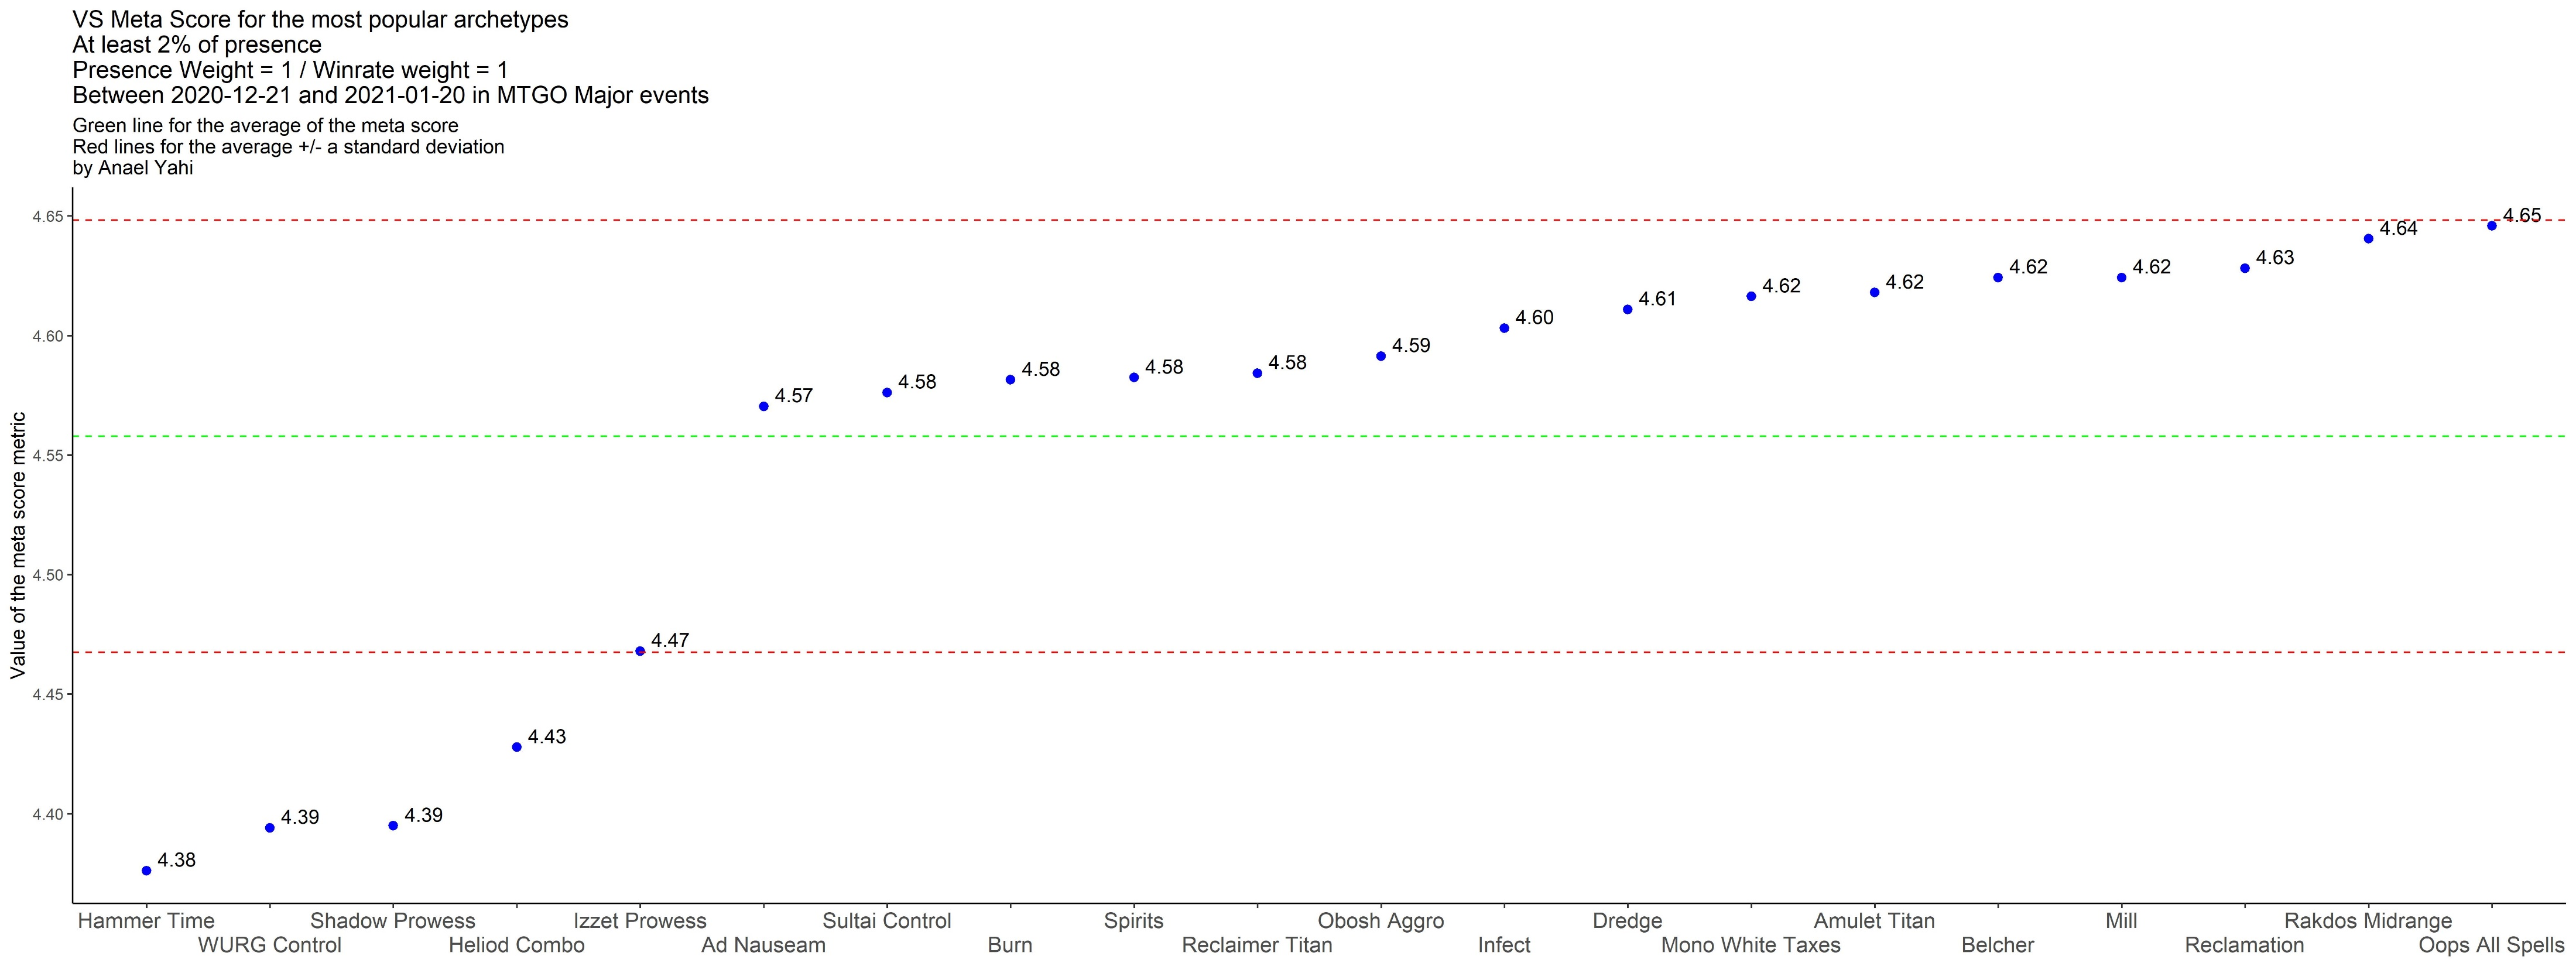 VS Meta Score for the most popular archetypes
At least 2% of presence
Presence Weight = 1 / Winrate weight = 1
Between 2020-12-21 and 2021-01-20 in MTGO Major events
Green line for the average of the meta score
Red lines for the average +/- a standard deviation
by Anael Yahi
Value of the meta score metric
4.65
4.60
4.55
4.50
4.45
4.40
4.38
4.39
4.39
4.43
4.47
4.57
4.58
4.58
4.58
4.58
4.59
4.60
4.61
4.62
4.62
4.62
4.62
4.63
4.64
4.65
Hammer Time
WURG Control
Shadow Prowess
Heliod Combo
Izzet Prowess
Ad Nauseam
Sultai Control
Burn
Spirits
Reclaimer Titan
Obosh Aggro
Infect
Dredge
Mono White Taxes
Amulet Titan
Belcher
Mill
Reclamation
Rakdos Midrange
Oops All Spells